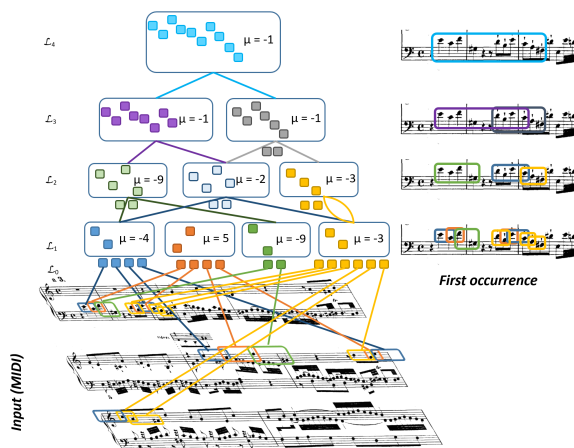 ℒ₄
μ = -1
ℒ₃
μ = -1
μ = -1
ℒ₂
μ = -9
μ = -2
μ = -3
ℒ₁
μ = -4
μ = 5
μ = -9
μ = -3
ℒ₀
First occurrence
Input (MIDI)